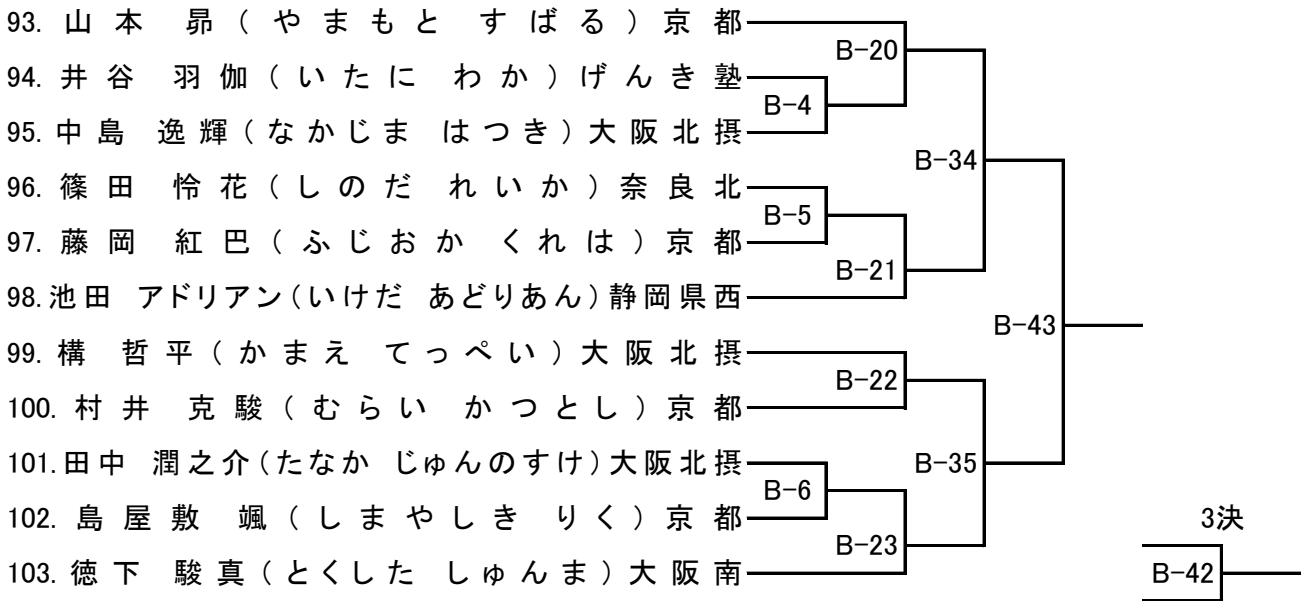 93. 山本 昴(やまもと すばる)京都
B-20
94. 井谷 羽伽(いたに わか)げんき塾
B-4
95. 中島 逸輝(なかじま はつき)大阪北摂
B-34
96. 篠田 怜花(しのだ れいか)奈良北
B-5
97. 藤岡 紅巴(ふじおか くれは)京都
B-21
98. 池田 アドリアン(いけだ あどりあん)静岡県西
B-43
99. 構 哲平(かまえ てっぺい)大阪北摂
B-22
100. 村井 克駿(むらい かつとし)京都
101. 田中 潤之介(たなか じゅんのすけ)大阪北摂
B-35
B-6
102. 島屋敷 颯(しまやしき りく)京都
3決
B-23
103. 徳下 駿真(とくした しゅんま)大阪南
B-42